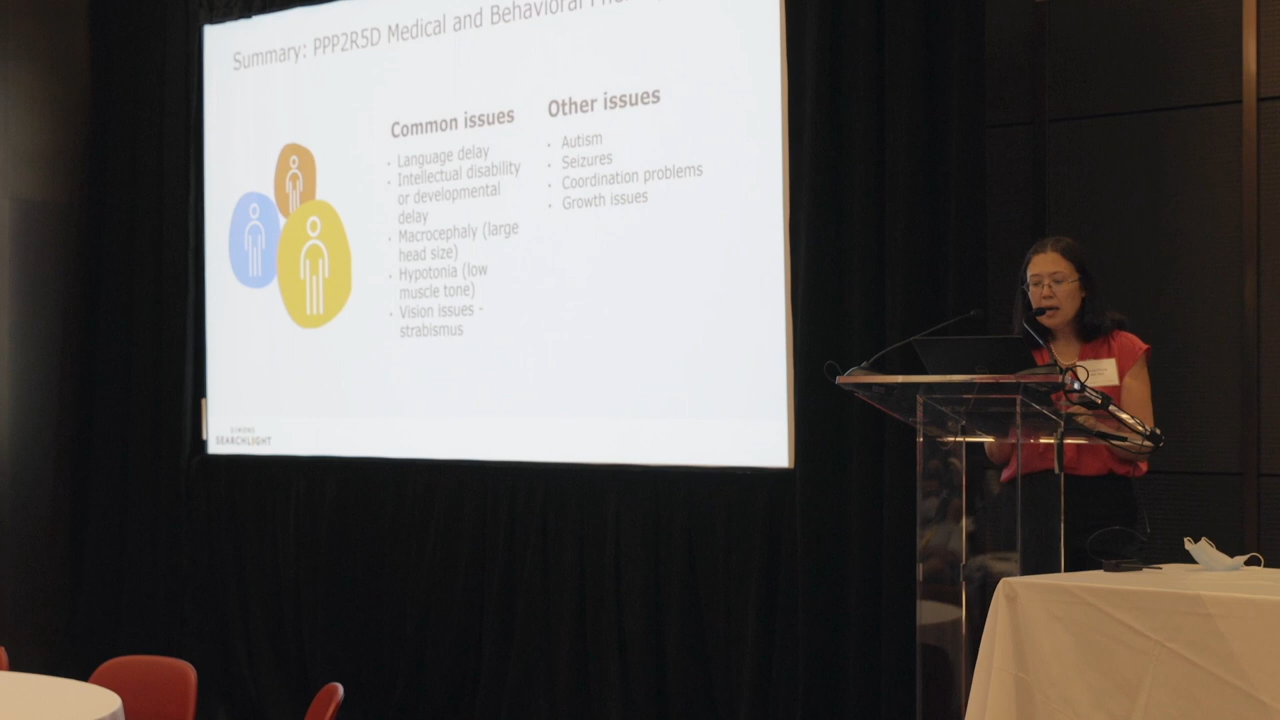 Summary: PPP2R5D Medical and Behavioral
Common issues
Language delay
Intellectual disability
or developmental
delay
Macrocephaly (large
head size)
Hypotonia (low
muscle tone)
Vision issues -
strabismus
Other issues
Autism
Seizures
Coordination problems
Growth issues
SIMONS
SEARCHLIGHT